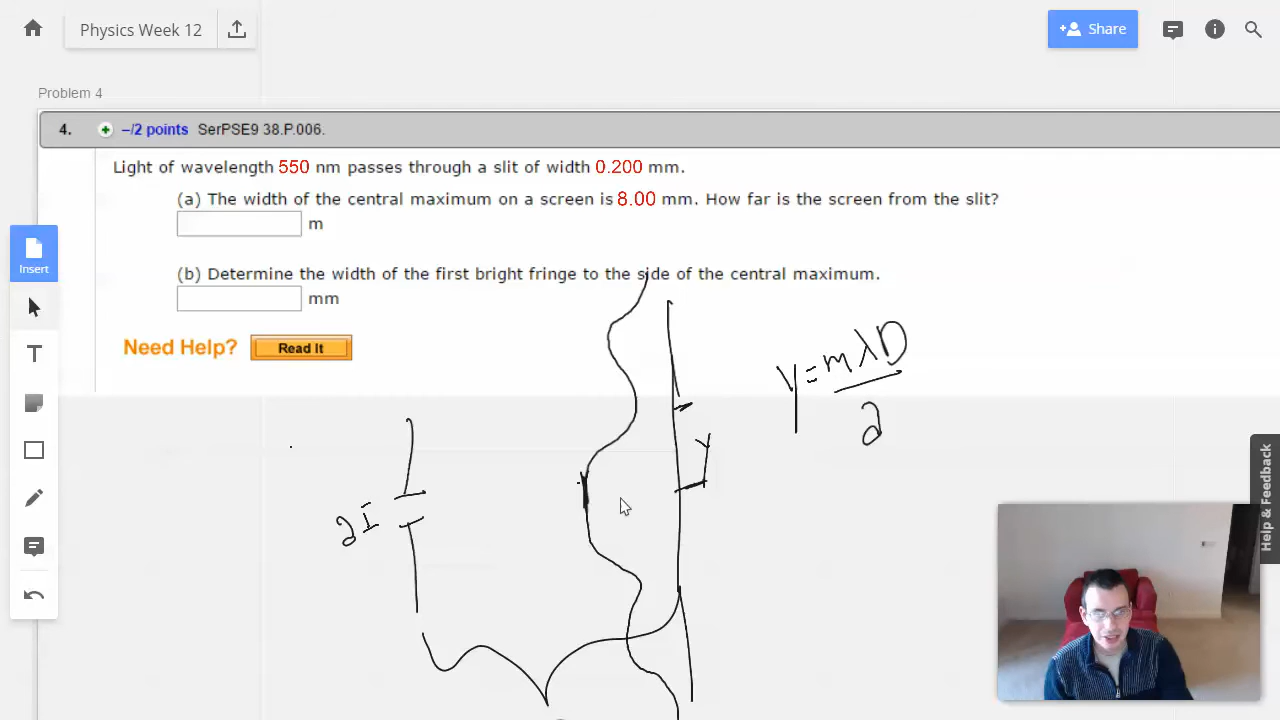 Physics Week 12
Share
Problem 4
4. –/2 points SerPSE9 38.P.006.
Light of wavelength 550 nm passes through a slit of width 0.200 mm.
(a) The width of the central maximum on a screen is 8.00 mm. How far is the screen from the slit?
m
(b) Determine the width of the first bright fringe to the side of the central maximum.
mm
Need Help? Read It
Insert
T
y = mλD
a
y
a
Help & Feedback